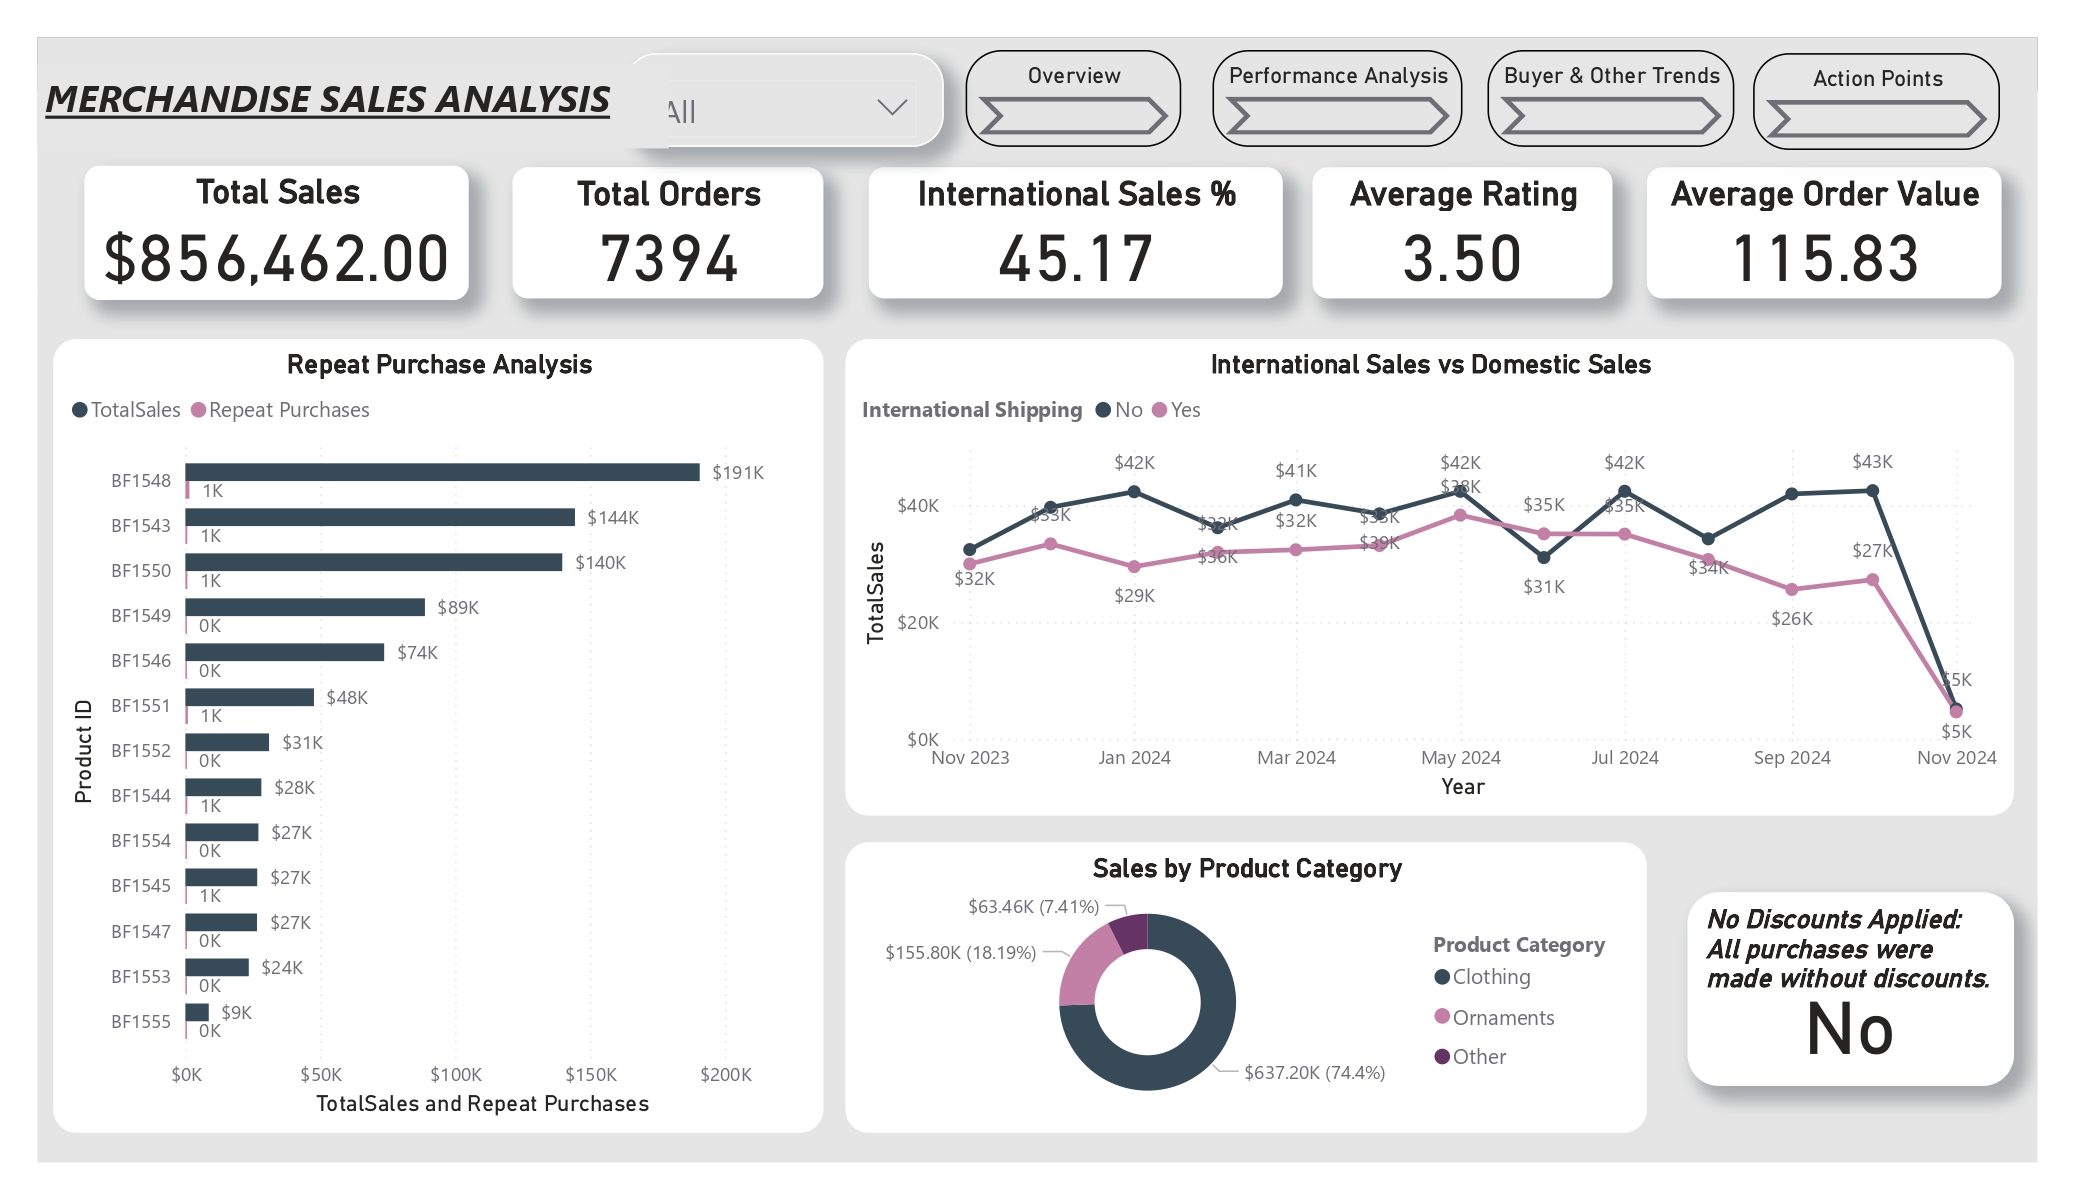 MERCHANDISE SALES ANALYSIS
All
Overview
Performance Analysis
Buyer & Other Trends
Action Points
Total Sales
$856,462.00
Total Orders
7394
International Sales %
45.17
Average Rating
3.50
Average Order Value
115.83
Repeat Purchase Analysis
TotalSales Repeat Purchases
Product ID
BF1548 $191K
1K
BF1543 $144K
1K
BF1550 $140K
1K
BF1549 $89K
0K
BF1546 $74K
0K
BF1551 $48K
1K
BF1552 $31K
0K
BF1544 $28K
1K
BF1554 $27K
0K
BF1545 $27K
1K
BF1547 $27K
0K
BF1553 $24K
0K
BF1555 $9K
0K
$0K $50K $100K $150K $200K
TotalSales and Repeat Purchases
International Sales vs Domestic Sales
International Shipping No Yes
TotalSales
$42K $41K $42K $42K $43K
$38K
$40K $33K $32K $32K $33K $35K $35K
$36K $39K $27K
$32K $29K $31K $34K
$20K $26K
$5K
$0K $5K
Nov 2023 Jan 2024 Mar 2024 May 2024 Jul 2024 Sep 2024 Nov 2024
Year
Sales by Product Category
$63.46K (7.41%)
$155.80K (18.19%)
$637.20K (74.4%)
Product Category
Clothing
Ornaments
Other
No Discounts Applied:
All purchases were
made without discounts.
No